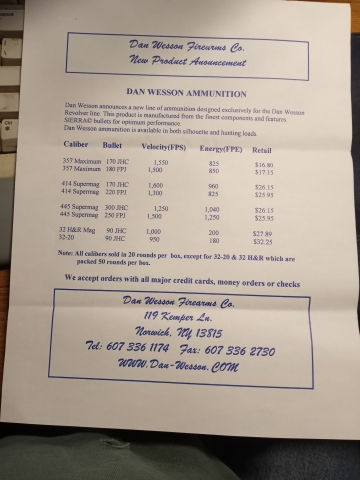 Dan Wesson Firearms Co.
New Product Anouncement
DAN WESSON AMMUNITION
Dan Wesson announces a new line of ammunition designed exclusively for the Dan Wesson
Revolver line. This product is manufactured from the finest components and features
SIERRA© bullets for optimum performance.
Dan Wesson ammunition is available in both silhouette and hunting loads.
Caliber Bullet Velocity(FPS) Energy(FPE) Retail
357 Maximum 170 JHC 1,550 825 $16.80
357 Maximum 180 FPJ 1,500 850 $17.15
414 Supermag 170 JHC 1,600 960 $26.15
414 Supermag 220 FPJ 1,300 825 $25.95
445 Supermag 300 JHC 1,250 1,040 $26.15
445 Supermag 250 FPJ 1,500 1,250 $25.95
32 H&R Mag 90 JHC 1,000 200 $27.89
32-20 90 JHC 950 180 $32.25
Note: All calibers sold in 20 rounds per box, except for 32-20 & 32 H&R which are
packed 50 rounds per box.
We accept orders with all major credit cards, money orders or checks
Dan Wesson Firearms Co.
119 Kemper Ln.
Norwich, NY 13815
Tel: 607 336 1174 Fax: 607 336 2730
WWW.Dan-Wesson.COM